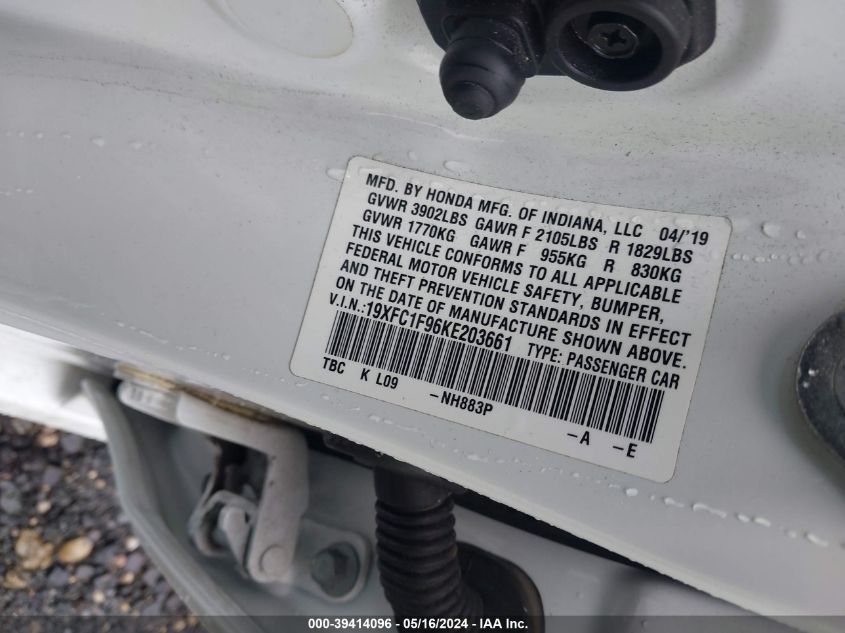 MFD. BY HONDA MFG. OF INDIANA, LLC 04/'19
GVWR 3902LBS GAWR F 2105LBS R 1829LBS
GVWR 1770KG GAWR F 955KG R 830KG
THIS VEHICLE CONFORMS TO ALL APPLICABLE
FEDERAL MOTOR VEHICLE SAFETY, BUMPER,
AND THEFT PREVENTION STANDARDS IN EFFECT
ON THE DATE OF MANUFACTURE SHOWN ABOVE.
V.I.N.:19XFC1F96KE203661 TYPE: PASSENGER CAR
TBC K L09 -NH883P -A -E
000-39414096 - 05/16/2024 - IAA Inc.